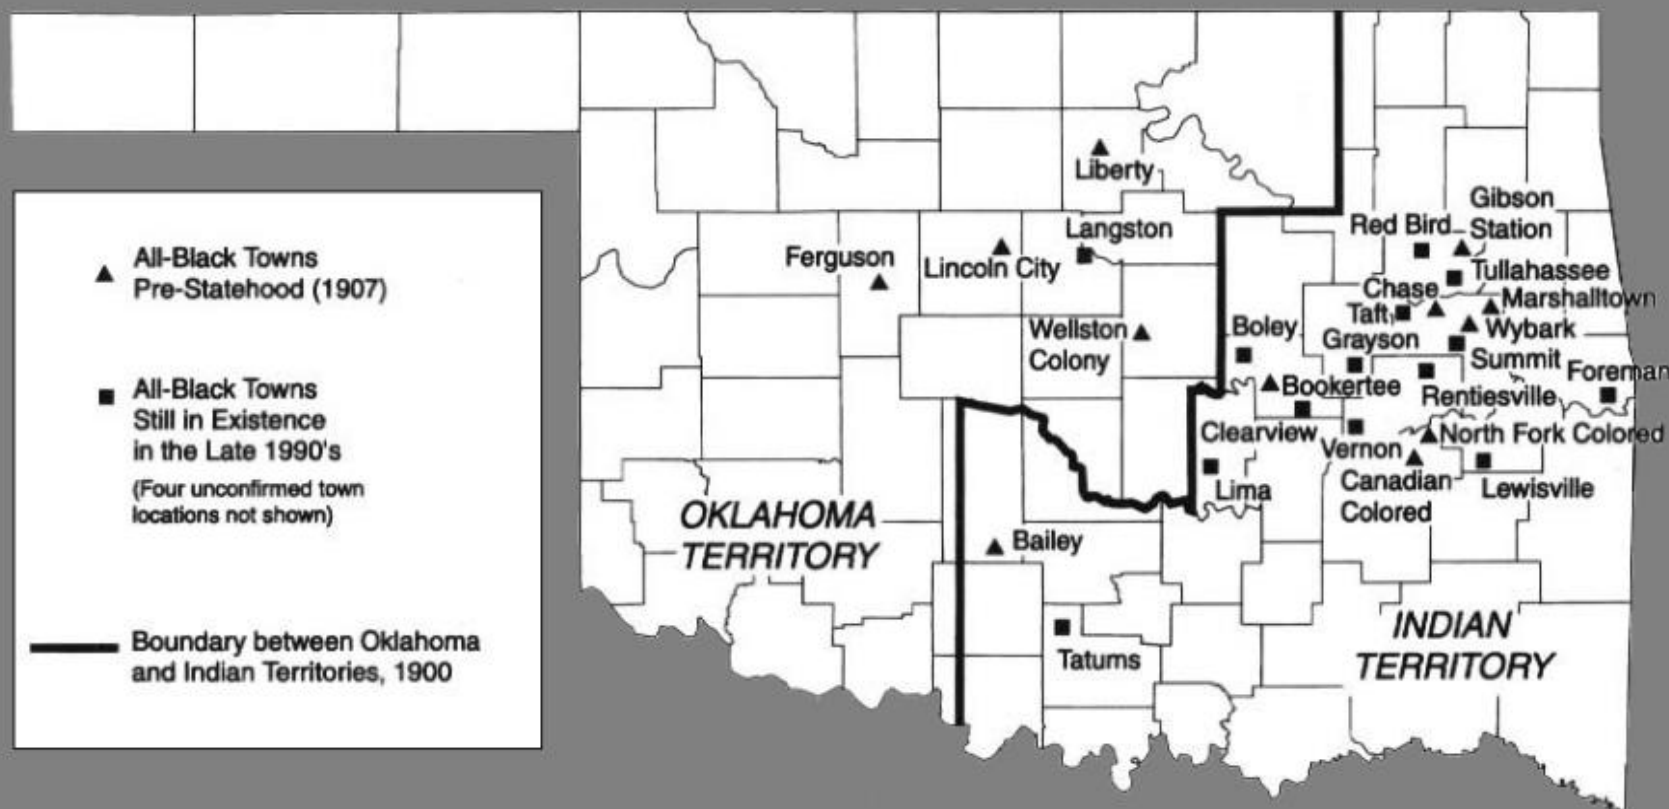 All-Black Towns
Pre-Statehood (1907)
All-Black Towns
Still in Existence
in the Late 1990's
(Four unconfirmed town
locations not shown)
Boundary between Oklahoma
and Indian Territories, 1900
Liberty
Langston
Ferguson
Lincoln City
Wellston
Colony
OKLAHOMA
TERRITORY
Bailey
Tatums
Gibson
Station
Red Bird
Tullahassee
Chase
Marshalltown
Taft
Wybark
Boley
Grayson
Summit
Foreman
Bookertee
Rentiesville
Clearview
Vernon
North Fork Colored
Lima
Canadian
Colored
Lewisville
INDIAN
TERRITORY